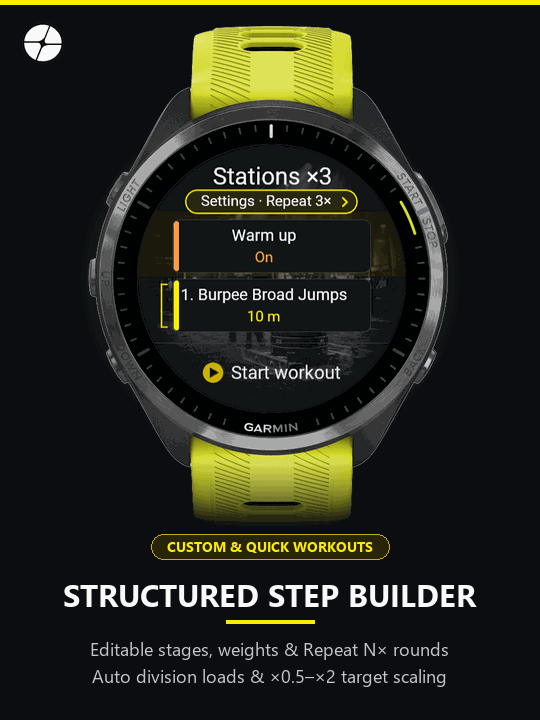 LIGHT
START
STOP
UP
DOWN
BACK
Stations ×3
Settings · Repeat 3×
Warm up
On
1. Burpee Broad Jumps
10 m
Start workout
GARMIN
CUSTOM & QUICK WORKOUTS
STRUCTURED STEP BUILDER
Editable stages, weights & Repeat N× rounds
Auto division loads & ×0.5–×2 target scaling